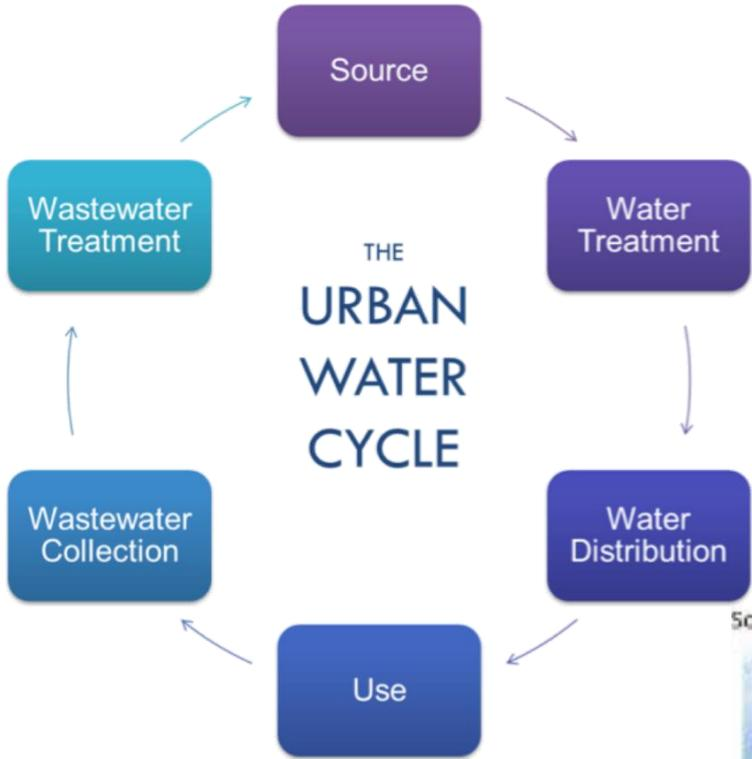 Source
Water
Treatment
Water
Distribution
Use
Wastewater
Collection
Wastewater
Treatment
THE
URBAN
WATER
CYCLE